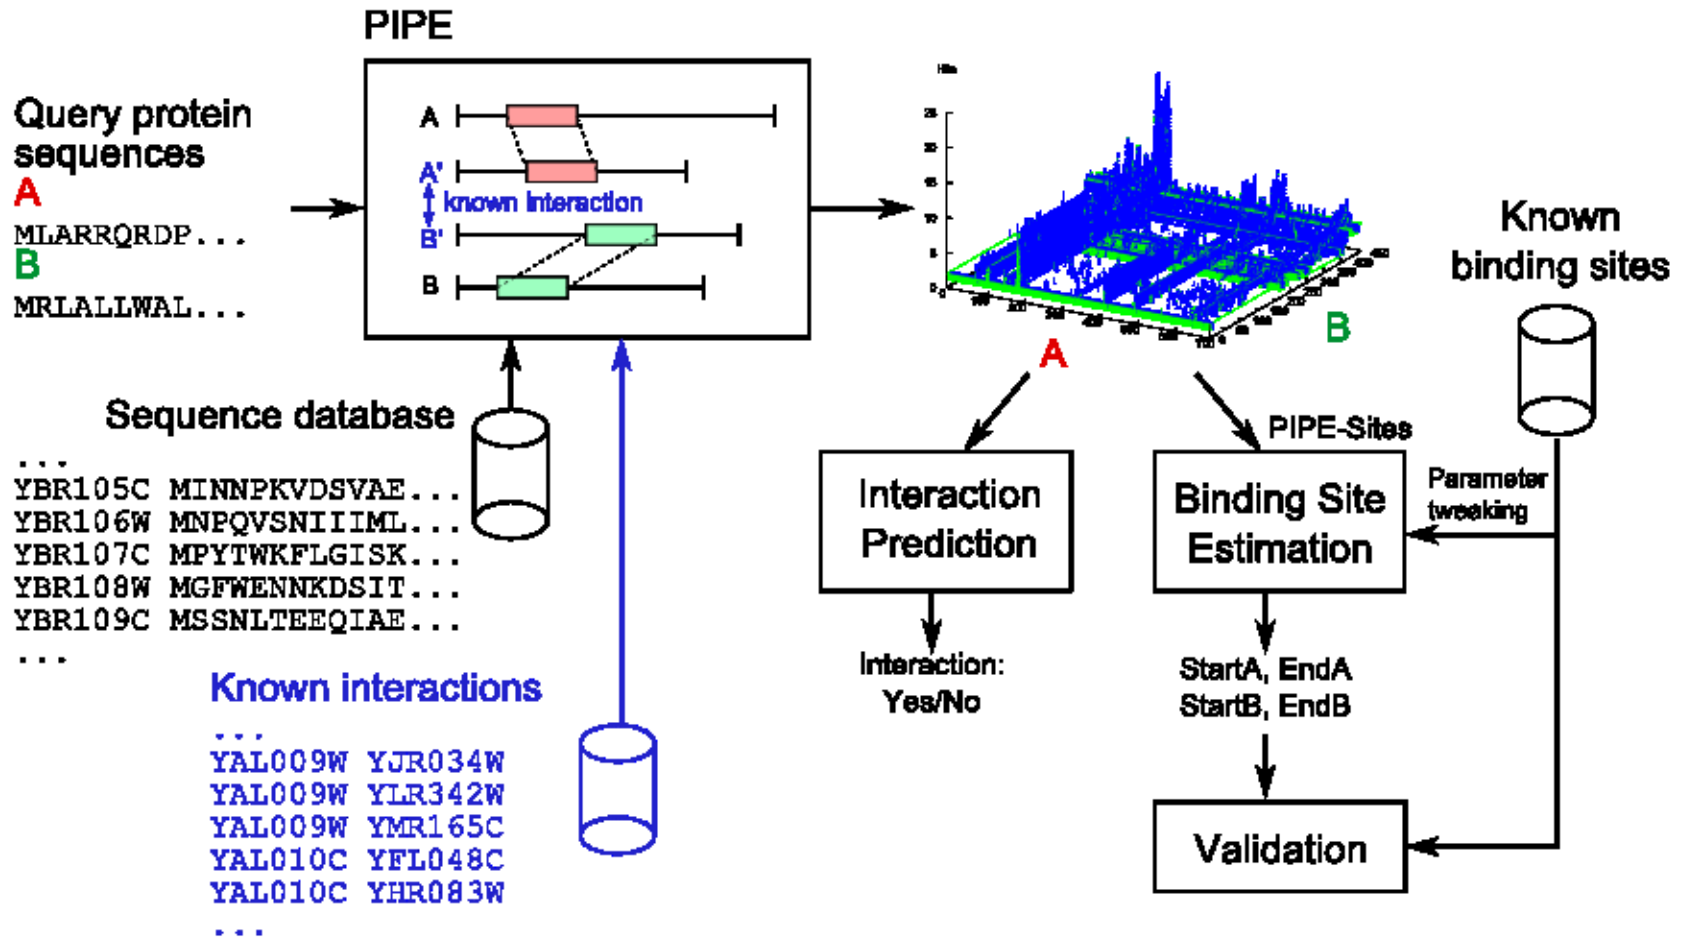 PIPE
Query protein
sequences
A
MLARRQRDP...
B
MRLALLWAL...
A
A'
known interaction
B'
B
Sequence database
...
YBR105C MINNPKVDSVAE...
YBR106W MNPQVSNIIIML...
YBR107C MPYTWKFLGISK...
YBR108W MGFWENNKDSIT...
YBR109C MSSNLTEEQIAE...
...
Known interactions
...
YAL009W YJR034W
YAL009W YLR342W
YAL009W YMR165C
YAL010C YFL048C
YAL010C YHR083W
...
A
B
Known
binding sites
PIPE-Sites
Interaction
Prediction
Binding Site
Estimation
Parameter
tweaking
Interaction:
Yes/No
StartA, EndA
StartB, EndB
Validation